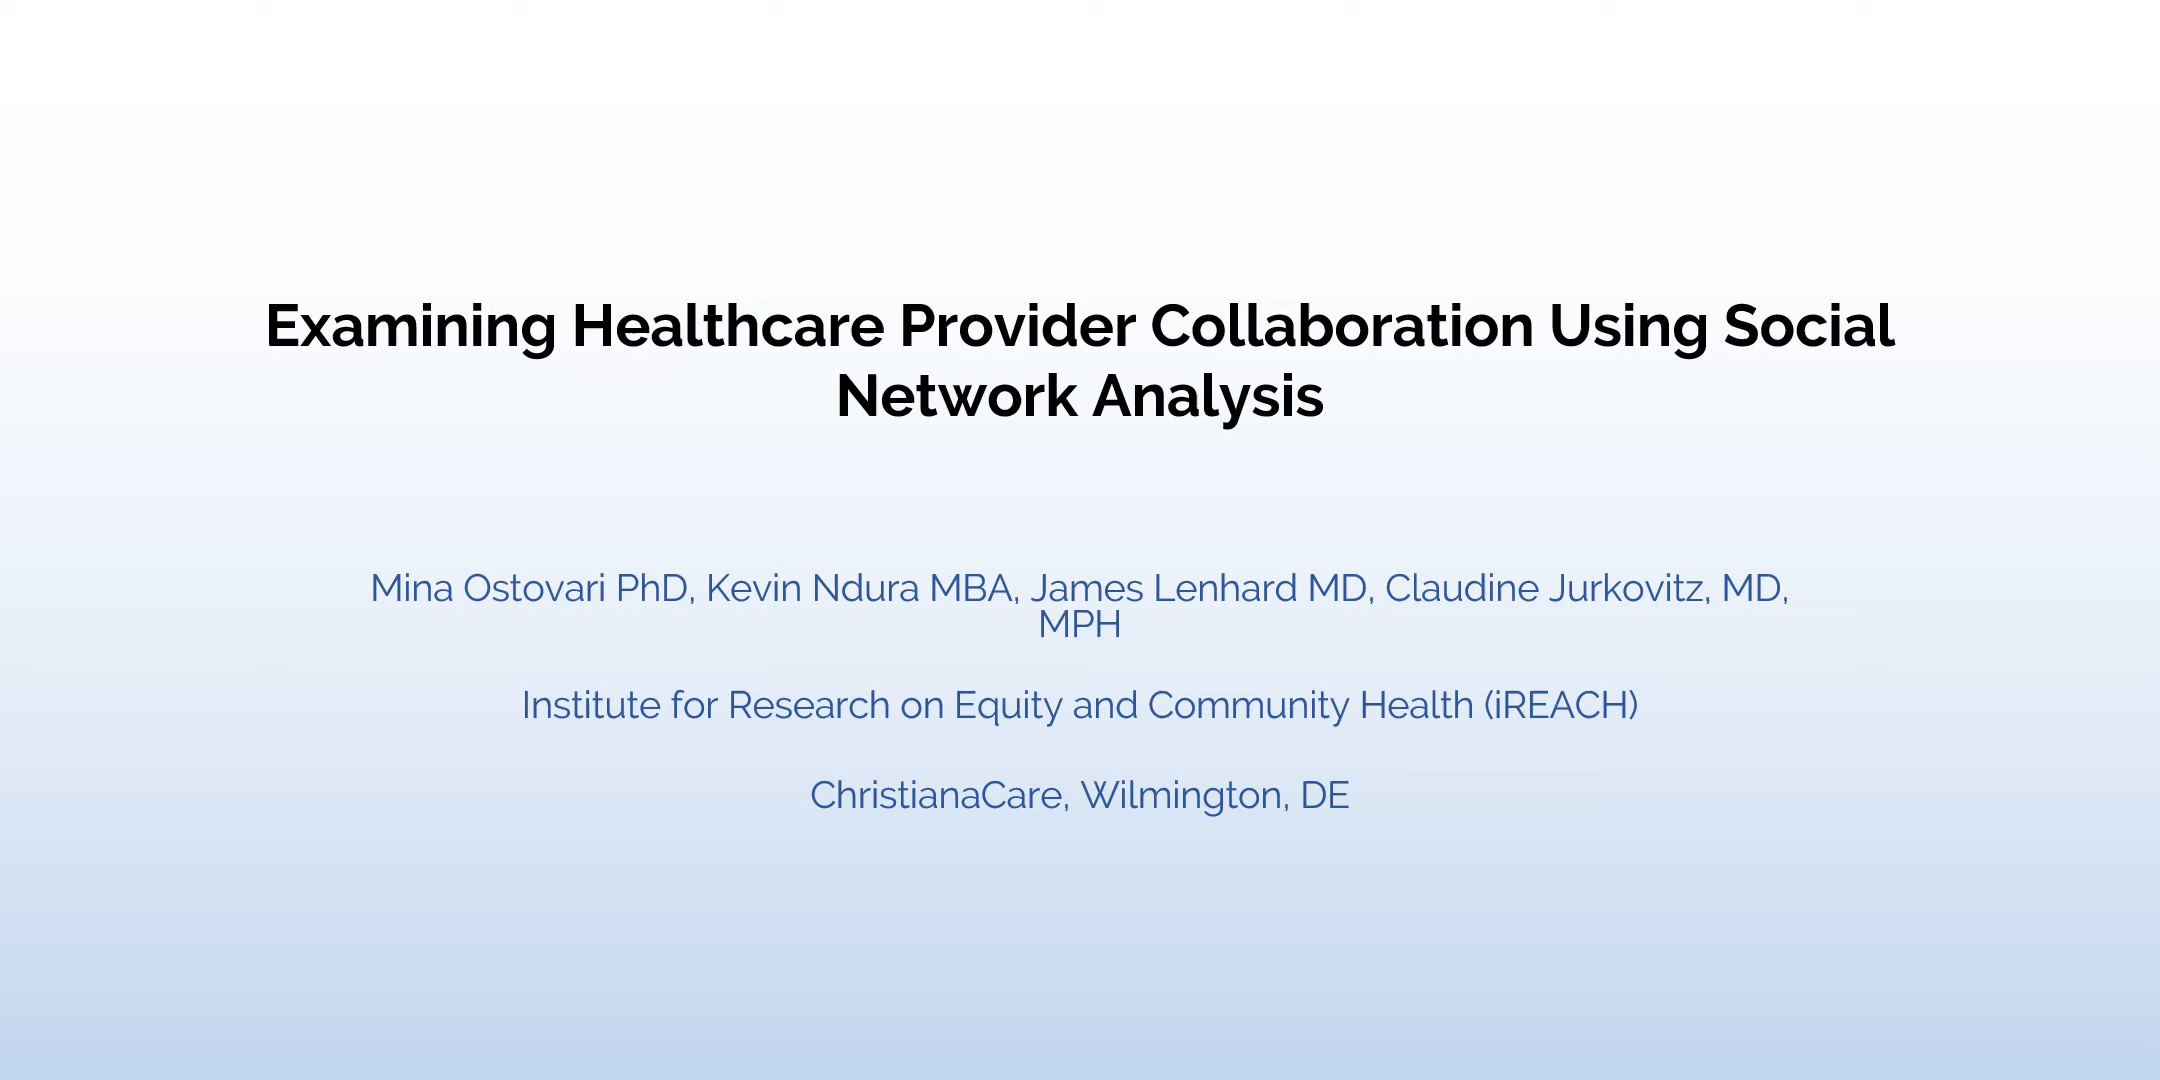 Examining Healthcare Provider Collaboration Using Social
Network Analysis
Mina Ostovari PhD, Kevin Ndura MBA, James Lenhard MD, Claudine Jurkovitz, MD,
MPH
Institute for Research on Equity and Community Health (iREACH)
ChristianaCare, Wilmington, DE